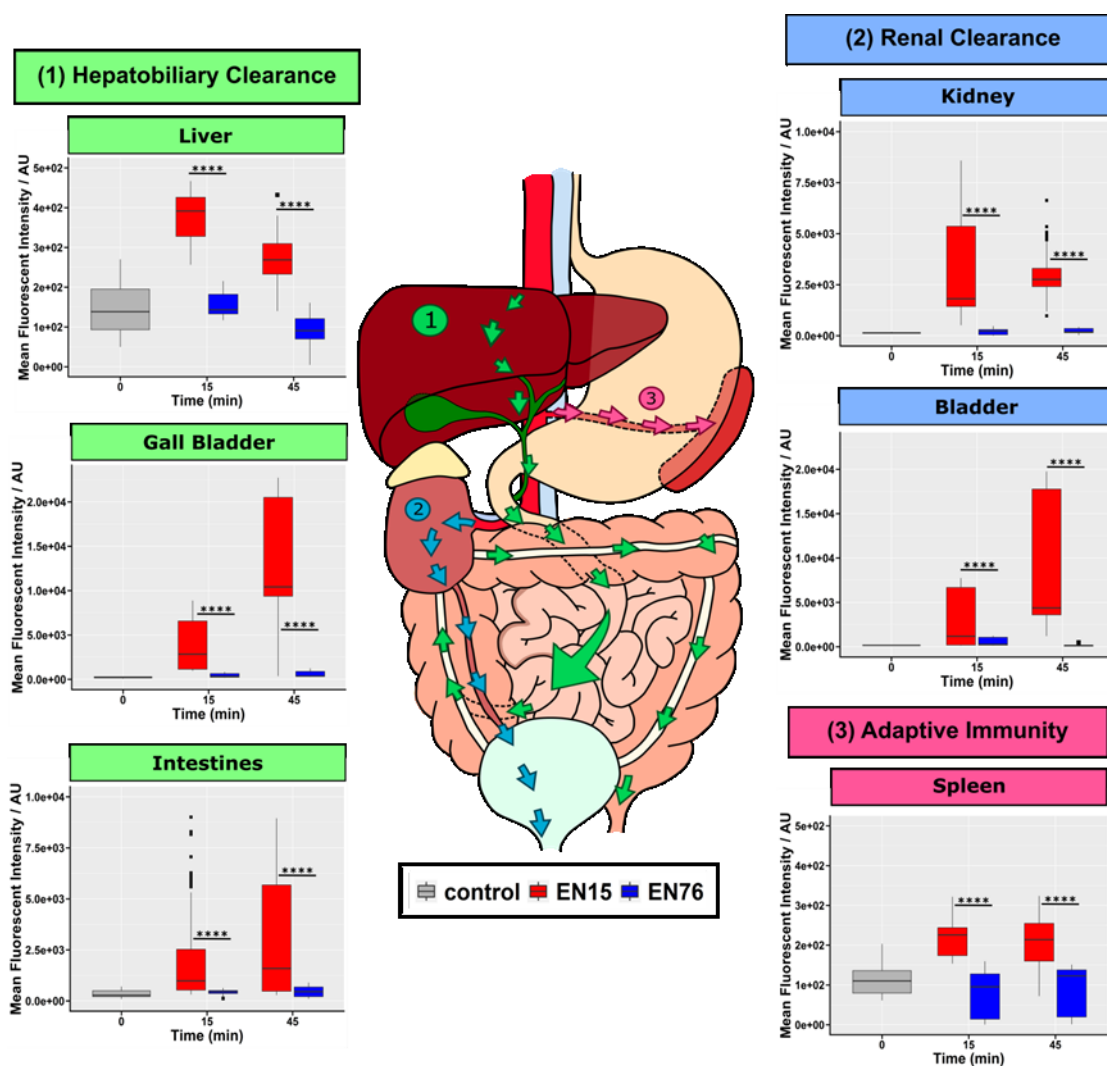 (1) Hepatobiliary Clearance
Liver
Mean Fluorescent Intensity / AU
5e+02
4e+02
3e+02
2e+02
1e+02
0e+00
****
****
0 15 45
Time (min)
Gall Bladder
Mean Fluorescent Intensity / AU
2.0e+04
1.5e+04
1.0e+04
5.0e+03
0.0e+00
****
****
0 15 45
Time (min)
Intestines
Mean Fluorescent Intensity / AU
1.0e+04
7.5e+03
5.0e+03
2.5e+03
0.0e+00
****
****
0 15 45
Time (min)
1
2
3
control EN15 EN76
(2) Renal Clearance
Kidney
Mean Fluorescent Intensity / AU
1.0e+04
7.5e+03
5.0e+03
2.5e+03
0.0e+00
****
****
0 15 45
Time (min)
Bladder
Mean Fluorescent Intensity / AU
2.0e+04
1.5e+04
1.0e+04
5.0e+03
0.0e+00
****
****
0 15 45
Time (min)
(3) Adaptive Immunity
Spleen
Mean Fluorescent Intensity / AU
5e+02
4e+02
3e+02
2e+02
1e+02
0e+00
****
****
0 15 45
Time (min)